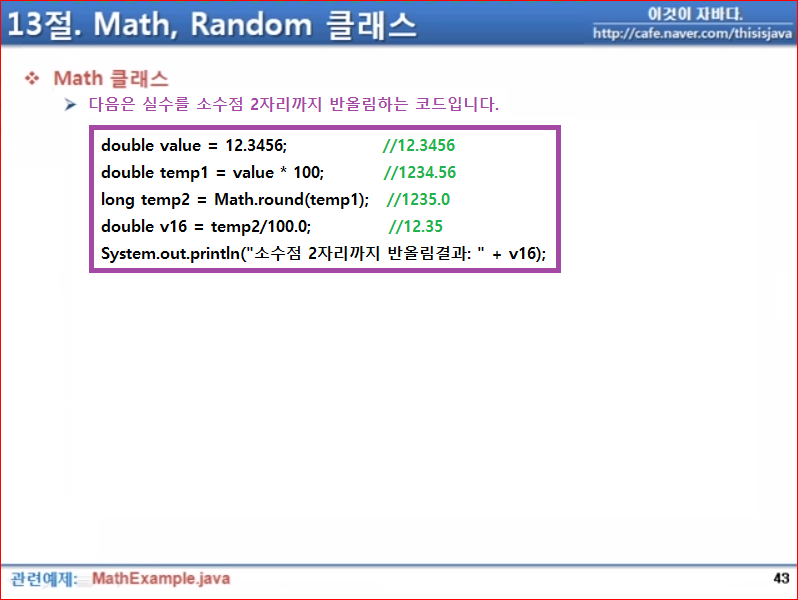 13절. Math, Random 클래스
이것이 자바다.
http://cafe.naver.com/thisisjava
Math 클래스
다음은 실수를 소수점 2자리까지 반올림하는 코드입니다.
double value = 12.3456; //12.3456
double temp1 = value * 100; //1234.56
long temp2 = Math.round(temp1); //1235.0
double v16 = temp2/100.0; //12.35
System.out.println("소수점 2자리까지 반올림결과: " + v16);
관련예제: MathExample.java
43